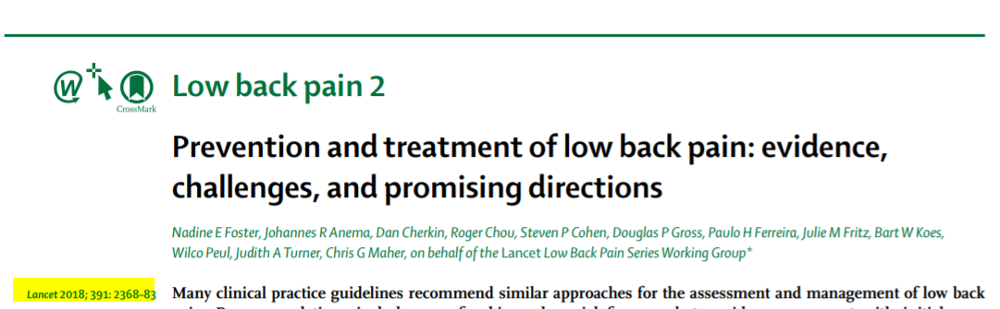 CrossMark
Low back pain 2
Prevention and treatment of low back pain: evidence,
challenges, and promising directions
Nadine E Foster, Johannes R Anema, Dan Cherkin, Roger Chou, Steven P Cohen, Douglas P Gross, Paulo H Ferreira, Julie M Fritz, Bart W Koes,
Wilco Peul, Judith A Turner, Chris G Maher, on behalf of the Lancet Low Back Pain Series Working Group*
Lancet 2018; 391: 2368–83
Many clinical practice guidelines recommend similar approaches for the assessment and management of low back